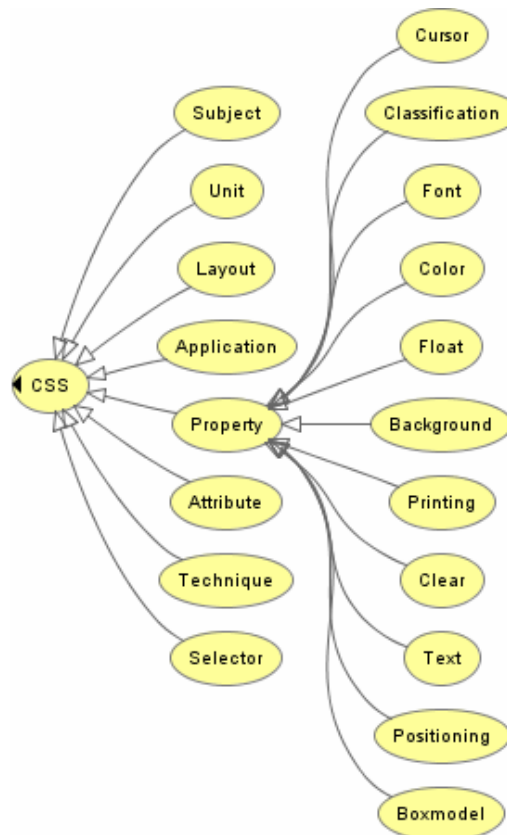 Cursor
Subject
Classification
Unit
Font
Layout
Color
Application
Float
CSS
Property
Background
Attribute
Printing
Technique
Clear
Selector
Text
Positioning
Boxmodel